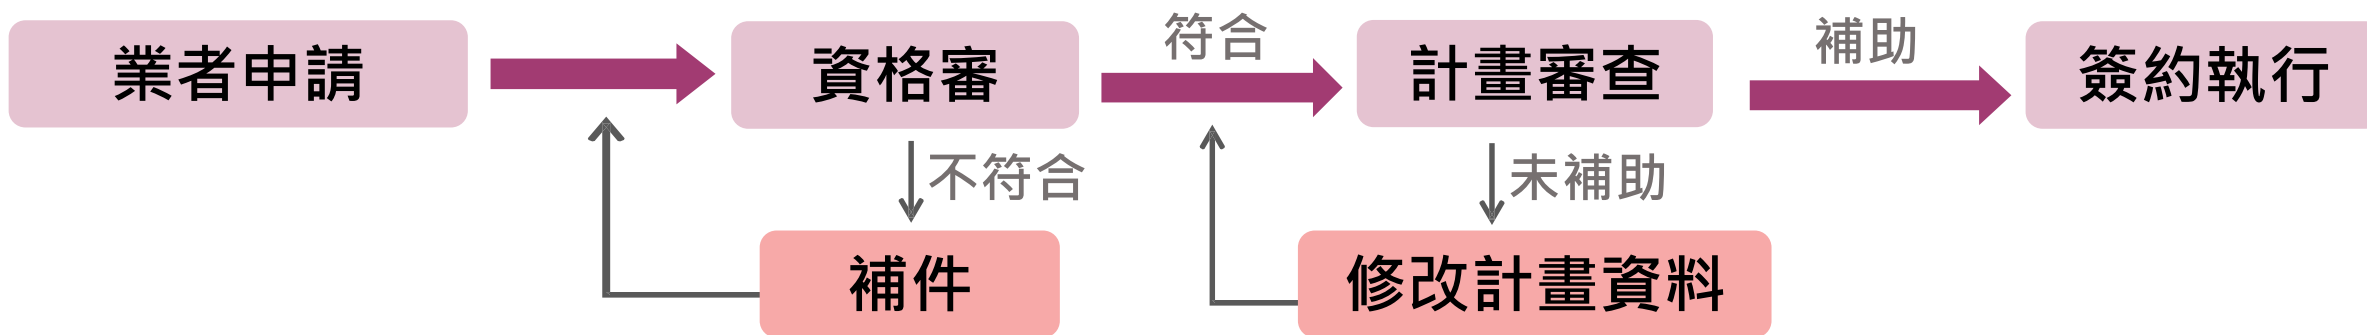 業者申請
資格審
符合
計畫審查
補助
簽約執行
不符合
未補助
補件
修改計畫資料